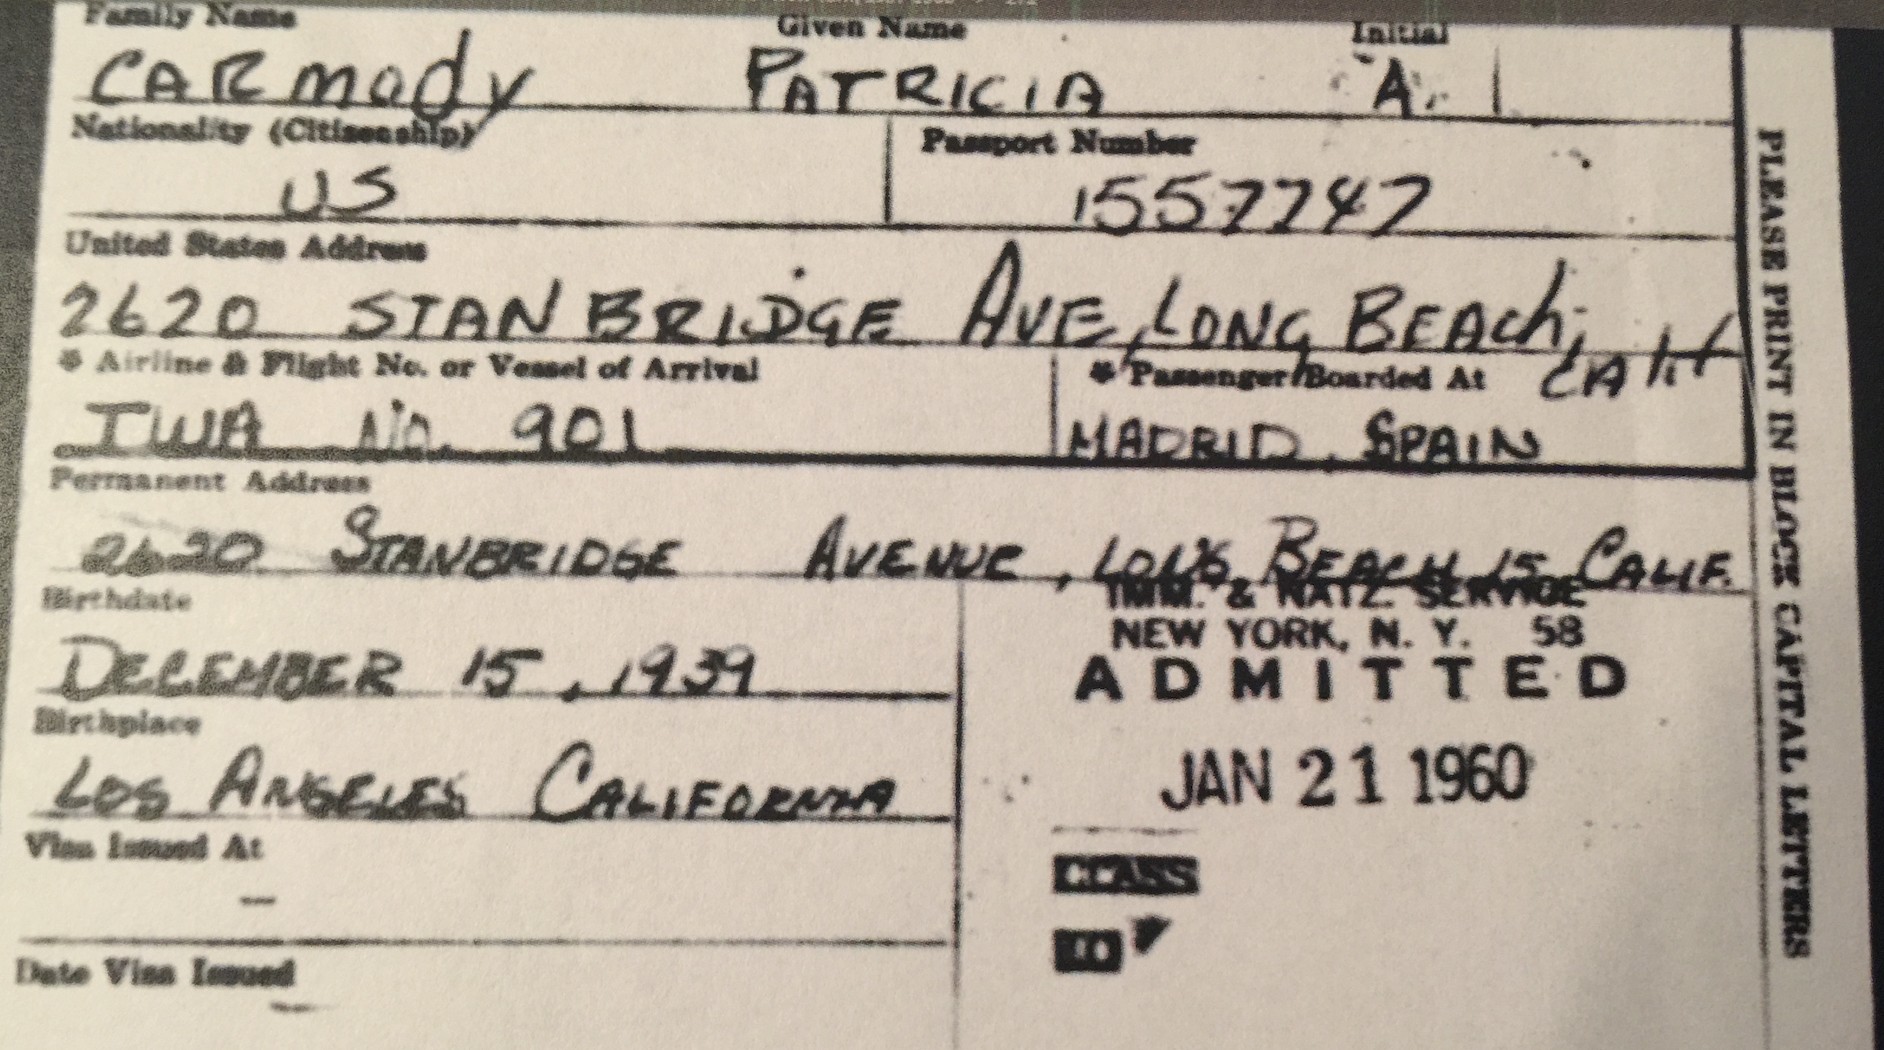 Family Name Given Name Initial
CARmody PATRICIA A.
Nationality (Citizenship)
Passport Number
US
1557747
United States Address
2620 STANBRIDGE AVE, LONG BEACh, CAlif
* Airline & Flight No. or Vessel of Arrival
* Passenger Boarded At
TWA No. 901
MADRID, SPAIN
Permanent Address
2620 STANBRIDGE AVENUE, LONG BEACH 15 CALIF.
Birthdate
DECEMBER 15, 1939
Birthplace
LOS ANGELES CALIFORNIA
Visa Issued At
—
Date Visa Issued
—
IMM. & NATZ. SERVICE
NEW YORK, N. Y. 58
ADMITTED
JAN 21 1960
CLASS
PLEASE PRINT IN BLOCK CAPITAL LETTERS